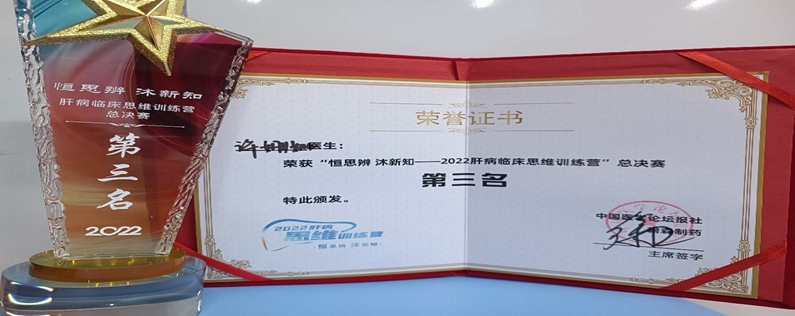 恒思辨 沐新知
肝病临床思维训练营
总决赛
第三名
2022
荣誉证书
医生：
荣获“恒思辨 沐新知——2022肝病临床思维训练营”总决赛
第三名
特此颁发。
2022肝病
思维训练营
恒思辨 沐新知
中国医学论坛报社
制药
主席签字